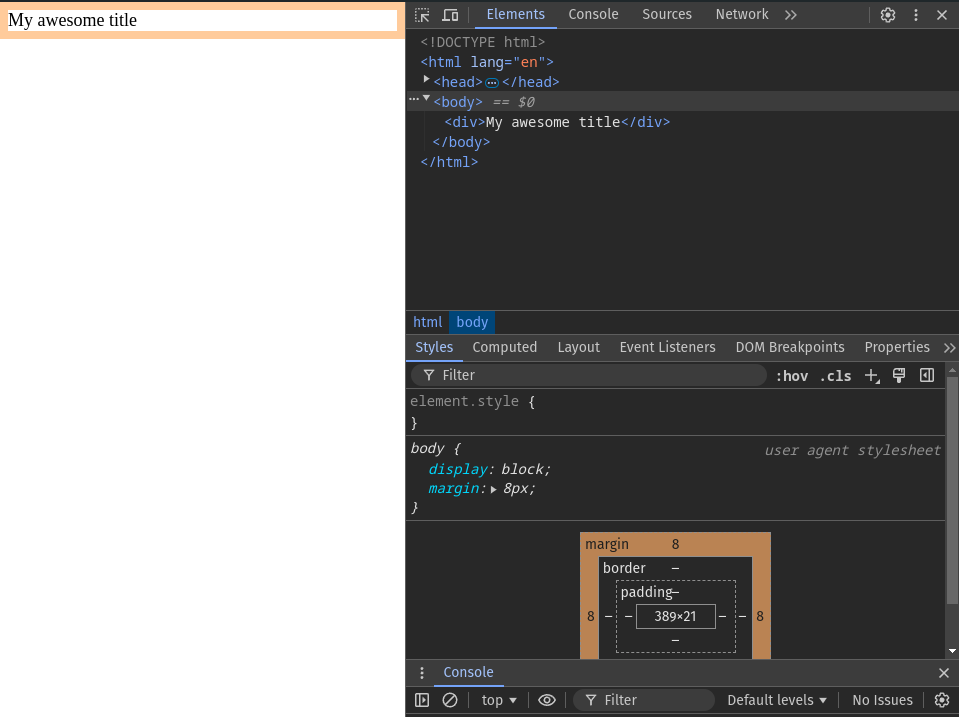 My awesome title
Elements Console Sources Network
<!DOCTYPE html>
<html lang="en">
<head> </head>
<body> == $0
<div>My awesome title</div>
</body>
</html>
html body
Styles Computed Layout Event Listeners DOM Breakpoints Properties
Filter :hov .cls
element.style {
}
body { user agent stylesheet
display: block;
margin: 8px;
}
margin 8
border –
padding –
8 – – 389×21 – – 8
–
Console
top Filter Default levels No Issues